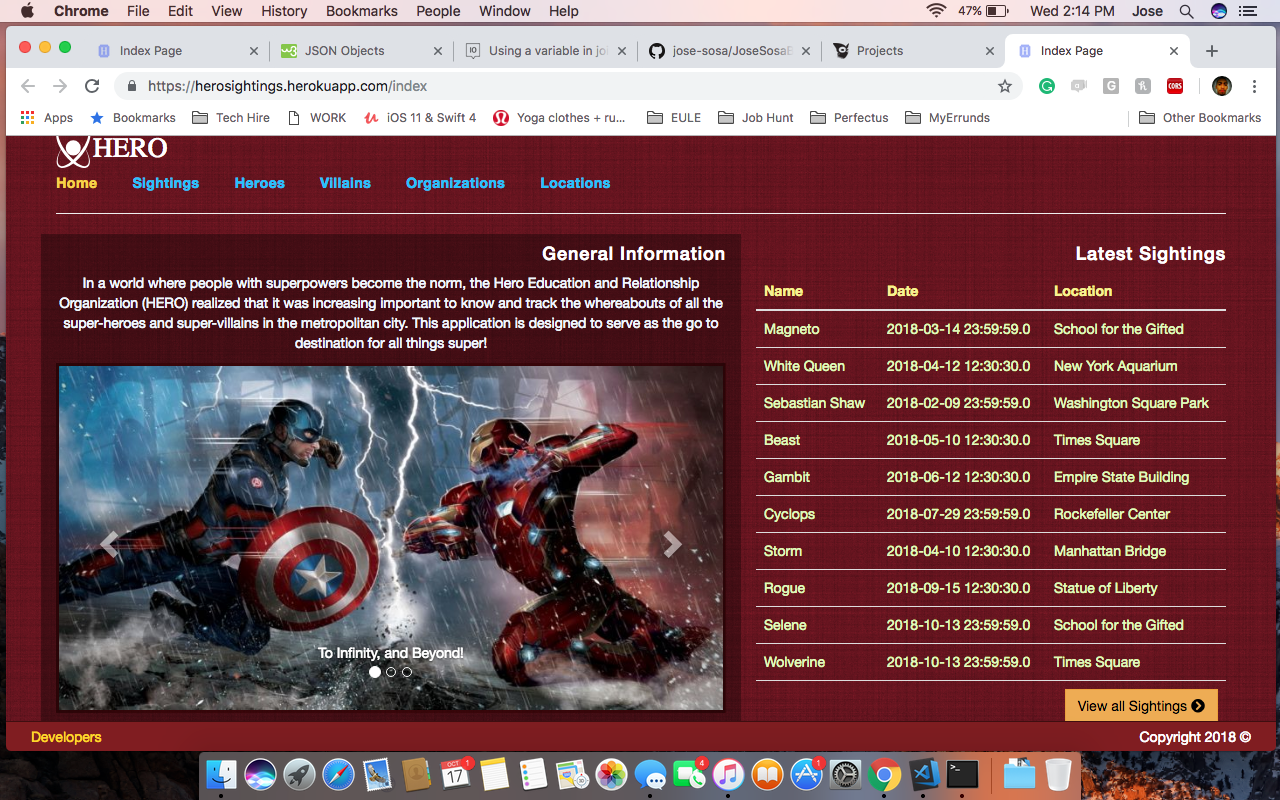 Chrome File Edit View History Bookmarks People Window Help 47% Wed 2:14 PM Jose
Index Page JSON Objects Using a variable in jo jose-sosa/JoseSosaE Projects Index Page
https://herosightings.herokuapp.com/index
Apps Bookmarks Tech Hire WORK iOS 11 & Swift 4 Yoga clothes + ru... EULE Job Hunt Perfectus MyErrunds Other Bookmarks
HERO
Home Sightings Heroes Villains Organizations Locations
General Information
In a world where people with superpowers become the norm, the Hero Education and Relationship
Organization (HERO) realized that it was increasing important to know and track the whereabouts of all the
super-heroes and super-villains in the metropolitan city. This application is designed to serve as the go to
destination for all things super!
To Infinity, and Beyond!
Latest Sightings
Name Date Location
Magneto 2018-03-14 23:59:59.0 School for the Gifted
White Queen 2018-04-12 12:30:30.0 New York Aquarium
Sebastian Shaw 2018-02-09 23:59:59.0 Washington Square Park
Beast 2018-05-10 12:30:30.0 Times Square
Gambit 2018-06-12 12:30:30.0 Empire State Building
Cyclops 2018-07-29 23:59:59.0 Rockefeller Center
Storm 2018-04-10 12:30:30.0 Manhattan Bridge
Rogue 2018-09-15 12:30:30.0 Statue of Liberty
Selene 2018-10-13 23:59:59.0 School for the Gifted
Wolverine 2018-10-13 23:59:59.0 Times Square
View all Sightings
Developers Copyright 2018 ©
OCT 17 1 4 1